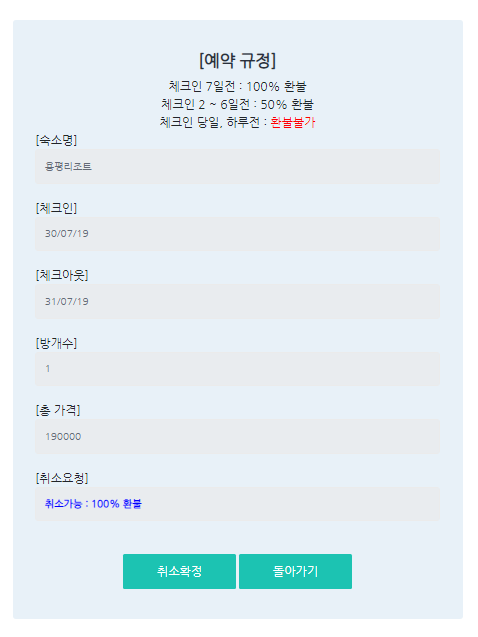 [예약 규정]
체크인 7일전 : 100% 환불
체크인 2 ~ 6일전 : 50% 환불
체크인 당일, 하루전 : 환불불가
[숙소명]
용평리조트
[체크인]
30/07/19
[체크아웃]
31/07/19
[방개수]
1
[총 가격]
190000
[취소요청]
취소가능 : 100% 환불
취소확정 돌아가기